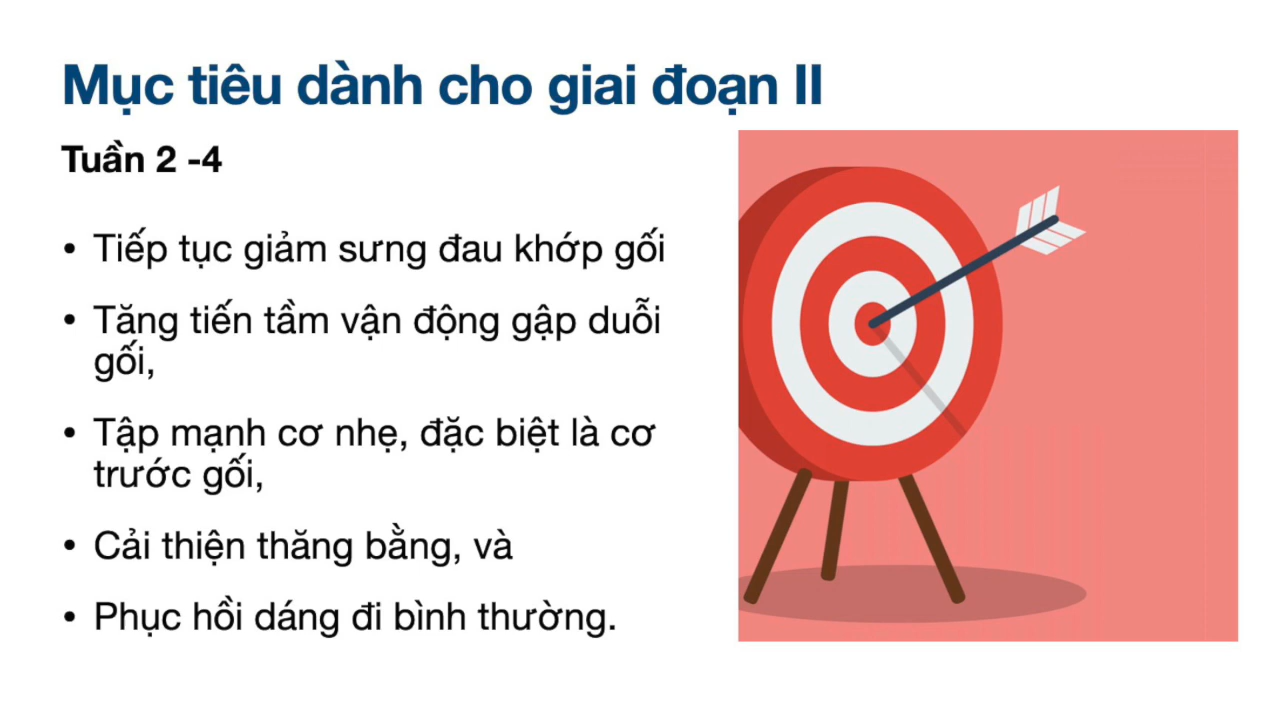 Mục tiêu dành cho giai đoạn II
Tuần 2 -4
• Tiếp tục giảm sưng đau khớp gối
• Tăng tiến tầm vận động gập duỗi
gối,
• Tập mạnh cơ nhẹ, đặc biệt là cơ
trước gối,
• Cải thiện thăng bằng, và
• Phục hồi dáng đi bình thường.